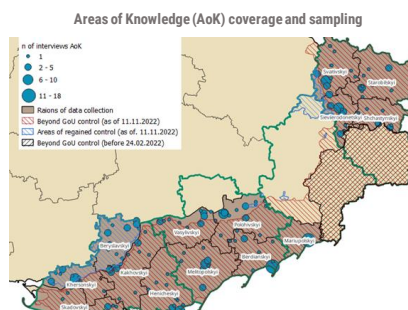 Areas of Knowledge (AoK) coverage and sampling
n of interviews AoK
1
2 - 5
6 - 10
11 - 18
Raions of data collection
Beyond GoU control (as of 11.11.2022)
Areas of regained control (as of. 11.11.2022)
Beyond GoU control (before 24.02.2022)
Svativskyi
Starobilskyi
Sievierodonetskyi
Shchastynskyi
Vasylivskyi
Polohivskyi
Beryslavskyi
Mariupolskyi
Khersonskyi
Kakhovskyi
Melitopolskyi
Berdianskyi
Henicheskyi
Skadovskyi